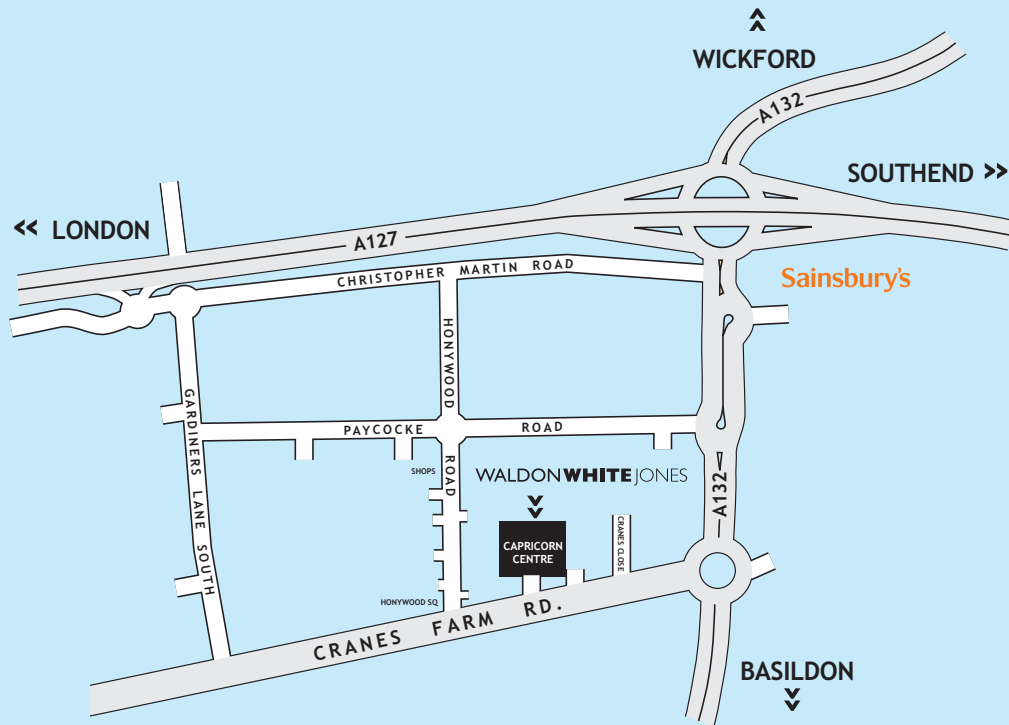 WICKFORD
A132
SOUTHEND
LONDON
A127
CHRISTOPHER MARTIN ROAD
Sainsbury's
HONYWOOD ROAD
GARDINERS LANE SOUTH
PAYCOCKE ROAD
SHOPS
WALDONWHITEJONES
A132
CAPRICORN
CENTRE
CRANES CLOSE
HONYWOOD SQ
CRANES FARM RD.
BASILDON